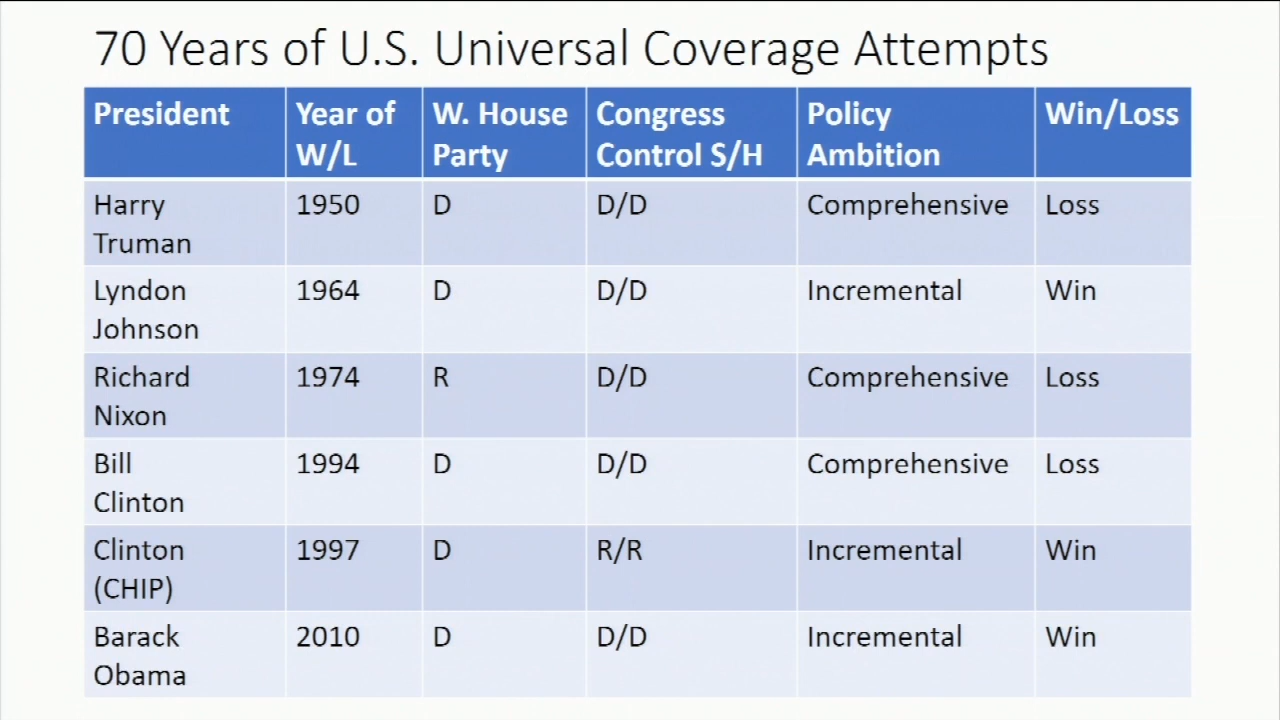 70 Years of U.S. Universal Coverage Attempts
President Year of W/L W. House Party Congress Control S/H Policy Ambition Win/Loss
Harry Truman 1950 D D/D Comprehensive Loss
Lyndon Johnson 1964 D D/D Incremental Win
Richard Nixon 1974 R D/D Comprehensive Loss
Bill Clinton 1994 D D/D Comprehensive Loss
Clinton (CHIP) 1997 D R/R Incremental Win
Barack Obama 2010 D D/D Incremental Win